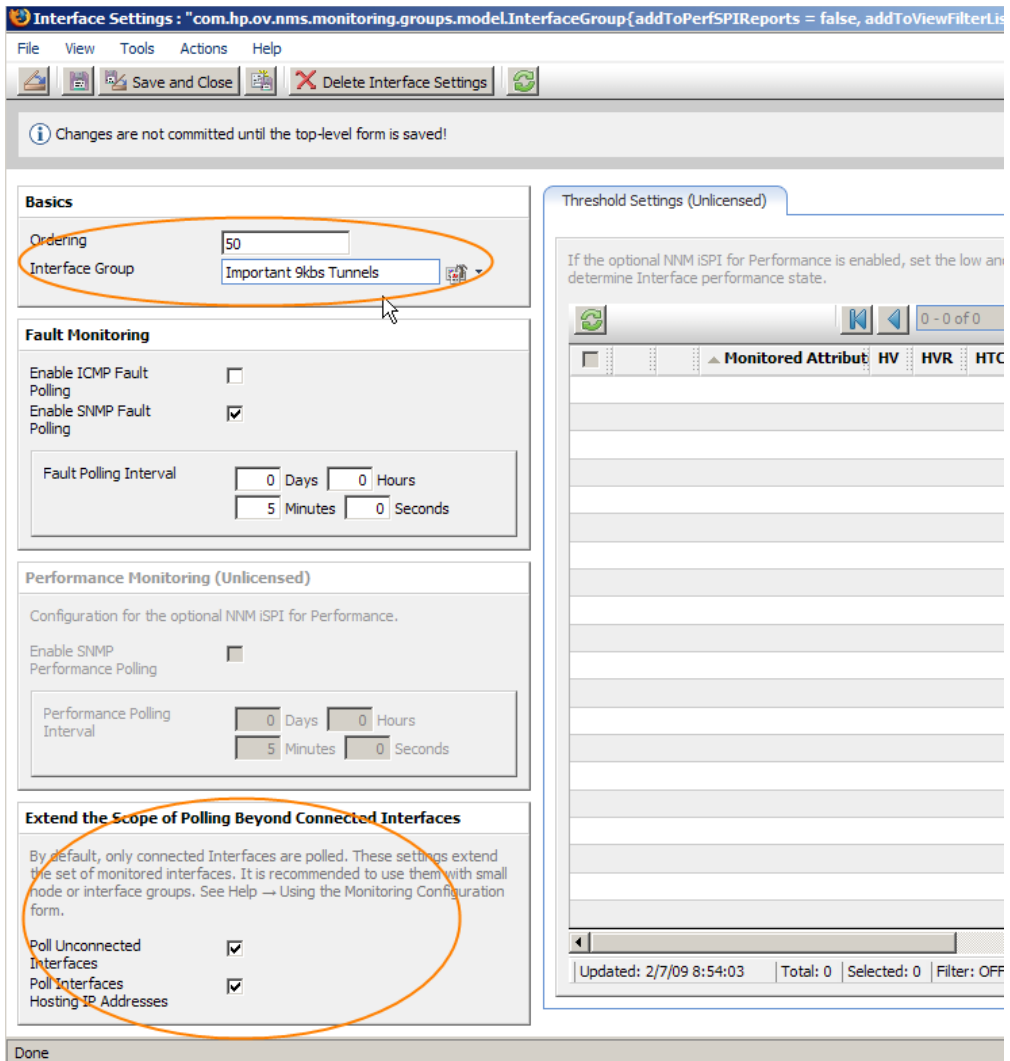 Interface Settings : "com.hp.ov.nms.monitoring.groups.model.InterfaceGroup{addToPerfSPIReports = false, addToViewFilterLis
File View Tools Actions Help
Save and Close Delete Interface Settings
Changes are not committed until the top-level form is saved!
Basics
Ordering 50
Interface Group Important 9kbs Tunnels
Fault Monitoring
Enable ICMP Fault
Polling
Enable SNMP Fault
Polling
Fault Polling Interval 0 Days 0 Hours
5 Minutes 0 Seconds
Performance Monitoring (Unlicensed)
Configuration for the optional NNM iSPI for Performance.
Enable SNMP
Performance Polling
Performance Polling
Interval
0 Days 0 Hours
5 Minutes 0 Seconds
Extend the Scope of Polling Beyond Connected Interfaces
By default, only connected Interfaces are polled. These settings extend
the set of monitored interfaces. It is recommended to use them with small
node or interface groups. See Help → Using the Monitoring Configuration
form.
Poll Unconnected
Interfaces
Poll Interfaces
Hosting IP Addresses
Threshold Settings (Unlicensed)
If the optional NNM iSPI for Performance is enabled, set the low and
determine Interface performance state.
0 - 0 of 0
Monitored Attribut HV HVR HTC
Updated: 2/7/09 8:54:03 Total: 0 Selected: 0 Filter: OFF
Done